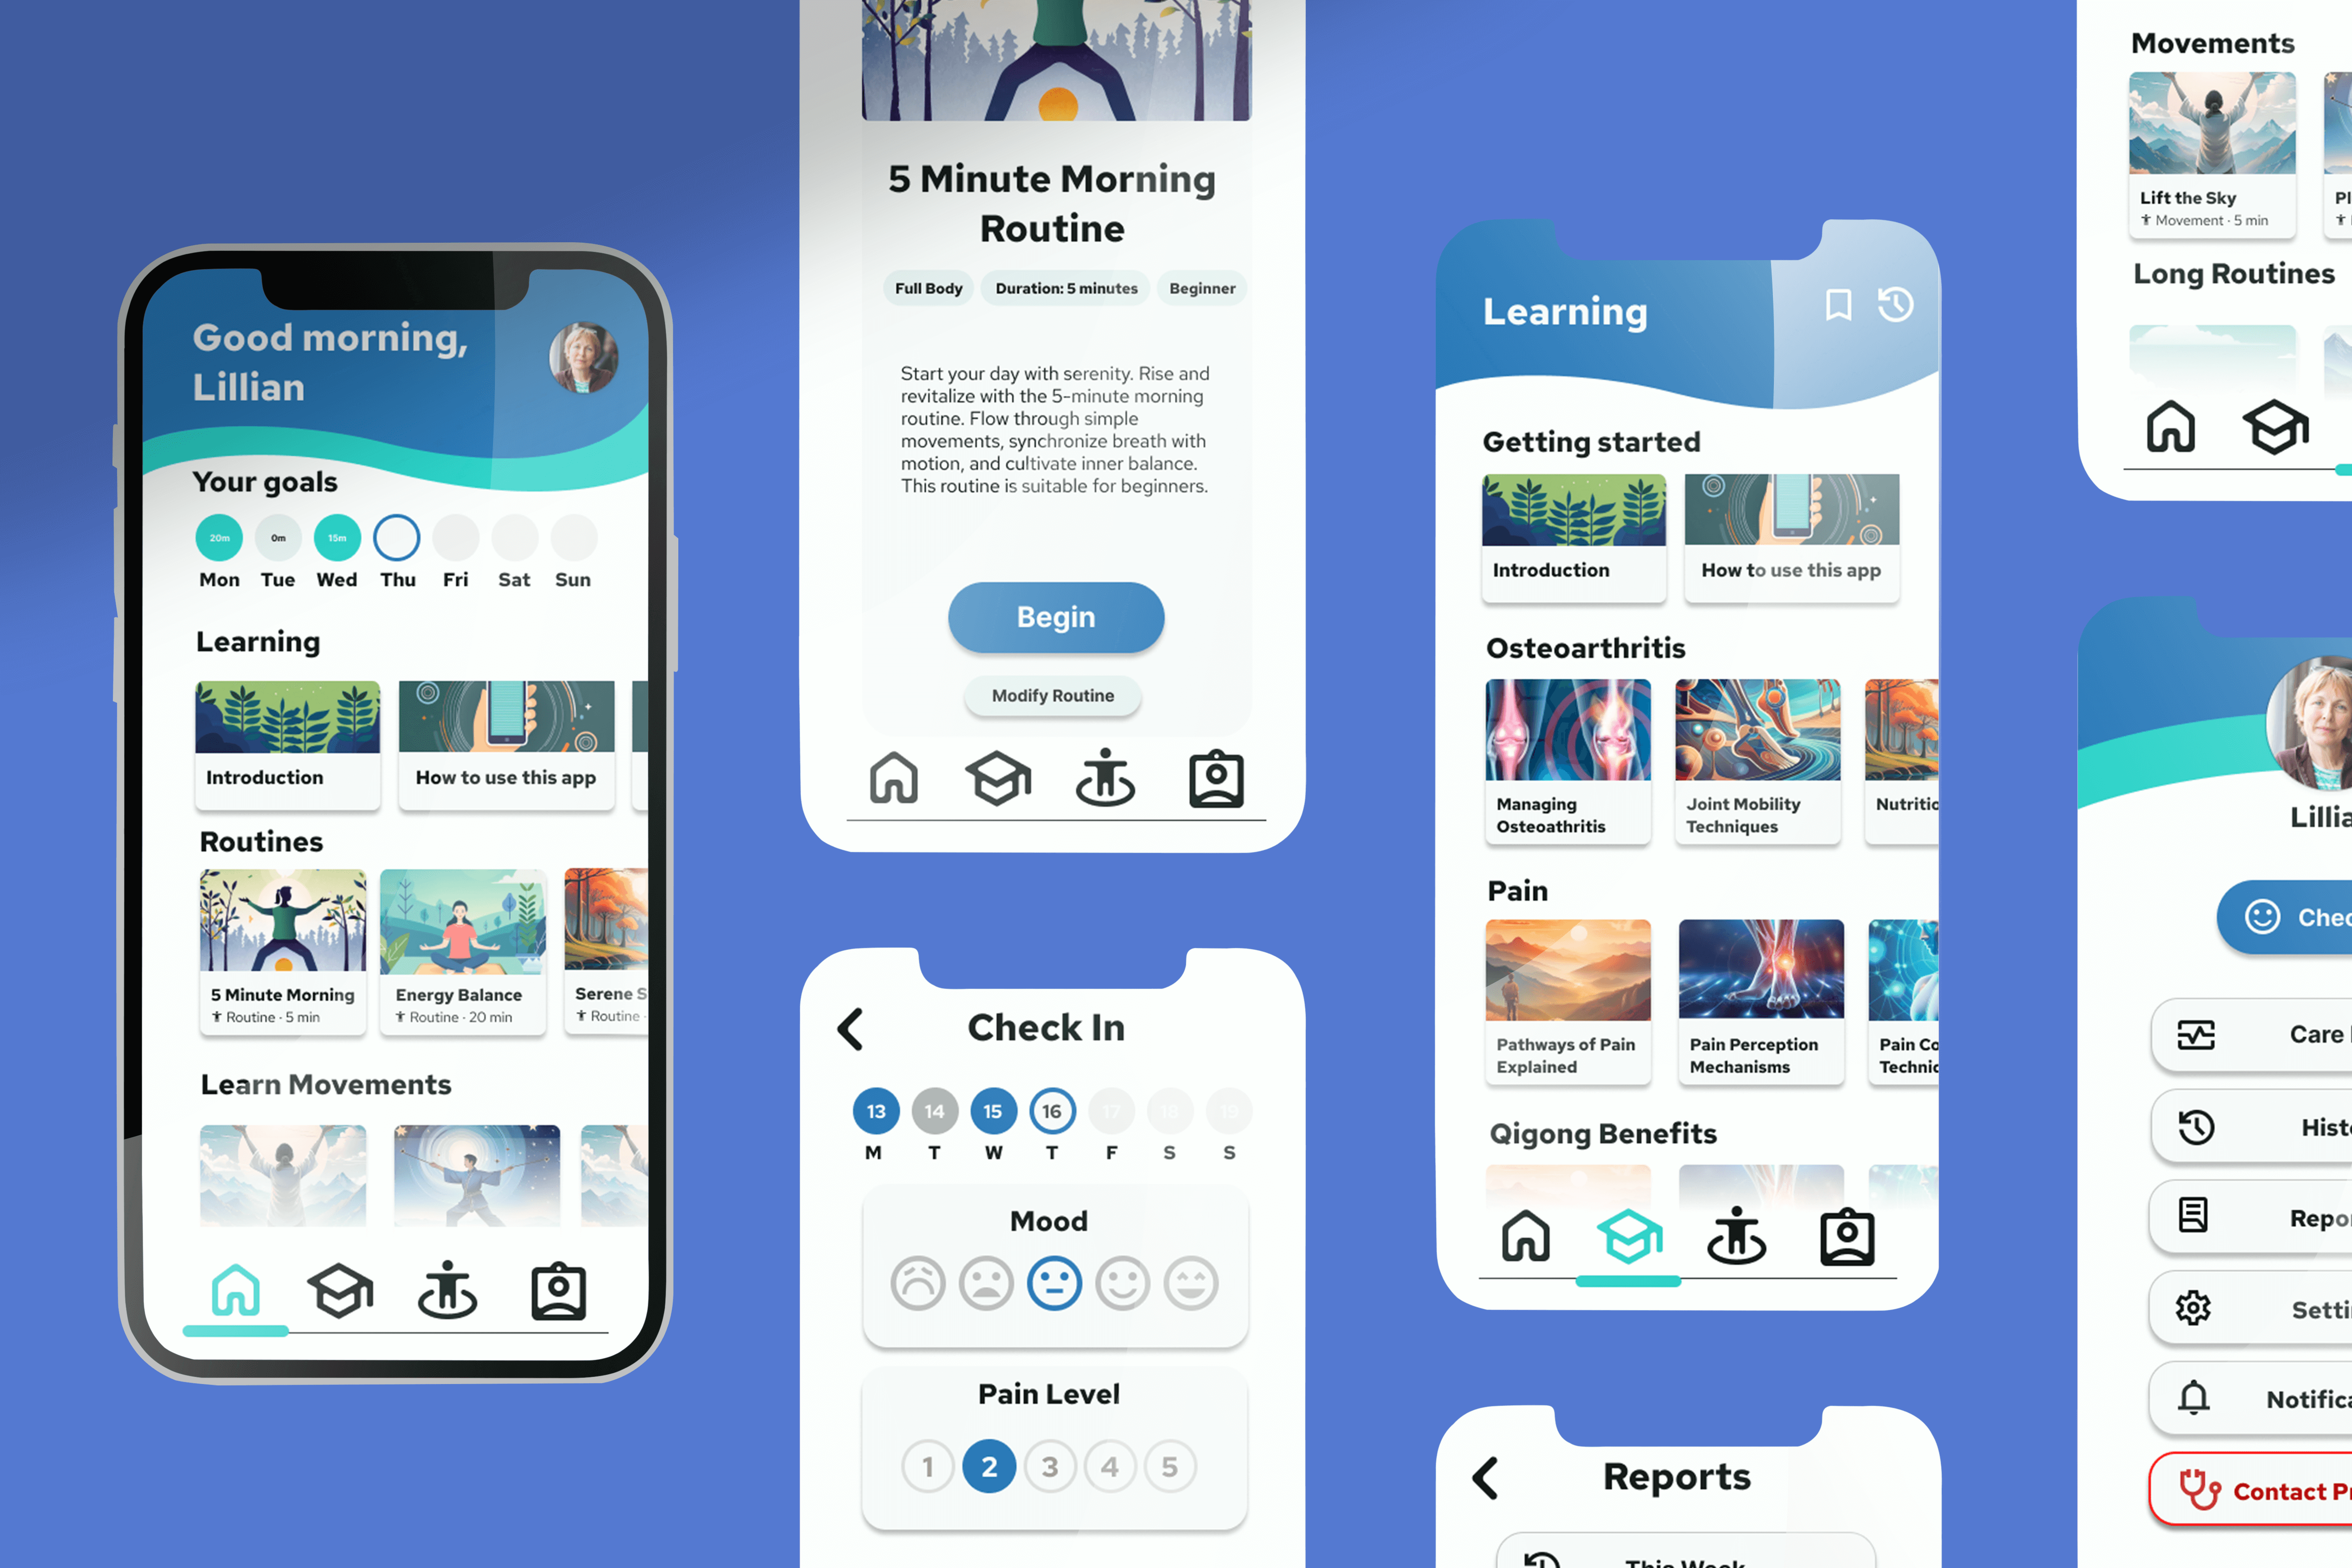 Good morning,
Lillian
Your goals
20m
0m
15m
Mon
Tue
Wed
Thu
Fri
Sat
Sun
Learning
Introduction
How to use this app
Routines
5 Minute Morning
Routine · 5 min
Energy Balance
Routine · 20 min
Serene S
Routine ·
Learn Movements
5 Minute Morning
Routine
Full Body
Duration: 5 minutes
Beginner
Start your day with serenity. Rise and
revitalize with the 5-minute morning
routine. Flow through simple
movements, synchronize breath with
motion, and cultivate inner balance.
This routine is suitable for beginners.
Begin
Modify Routine
Check In
13
14
15
16
17
18
19
M
T
W
T
F
S
S
Mood
Pain Level
1
2
3
4
5
Learning
Getting started
Introduction
How to use this app
Osteoarthritis
Managing
Osteoathritis
Joint Mobility
Techniques
Nutritio
Pain
Pathways of Pain
Explained
Pain Perception
Mechanisms
Pain Co
Techniq
Qigong Benefits
Reports
This Week
Movements
Lift the Sky
Movement · 5 min
Pl
Long Routines
Lillia
Chec
Care
Histo
Repor
Settin
Notifica
Contact Pr